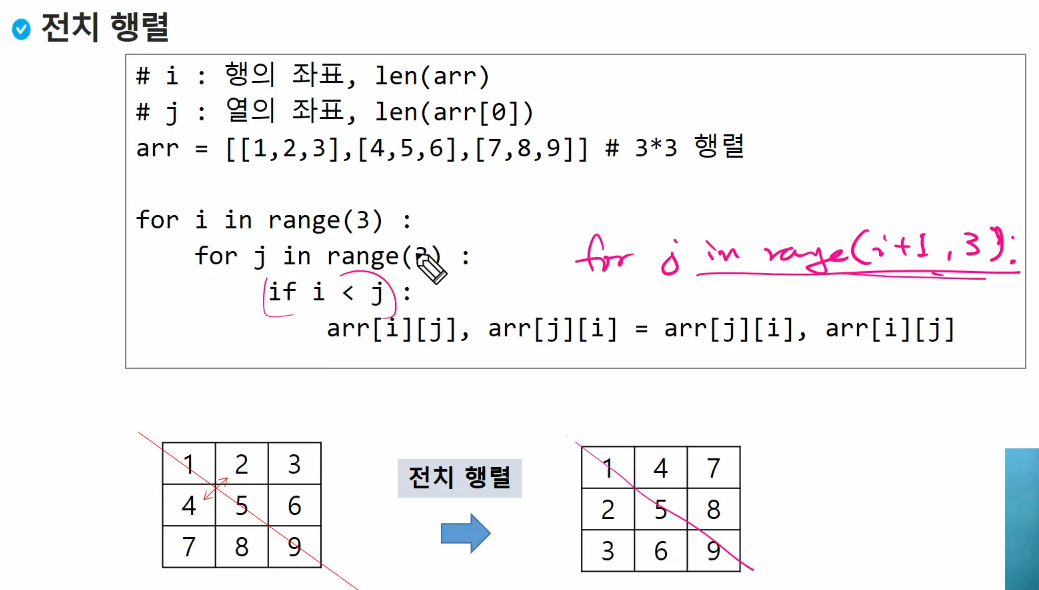 전치 행렬
# i : 행의 좌표, len(arr)
# j : 열의 좌표, len(arr[0])
arr = [[1,2,3],[4,5,6],[7,8,9]] # 3*3 행렬
for i in range(3) :
for j in range(3) :
for j in range(i+1, 3):
if i < j :
arr[i][j], arr[j][i] = arr[j][i], arr[i][j]
1 2 3
4 5 6
7 8 9
전치 행렬
1 4 7
2 5 8
3 6 9